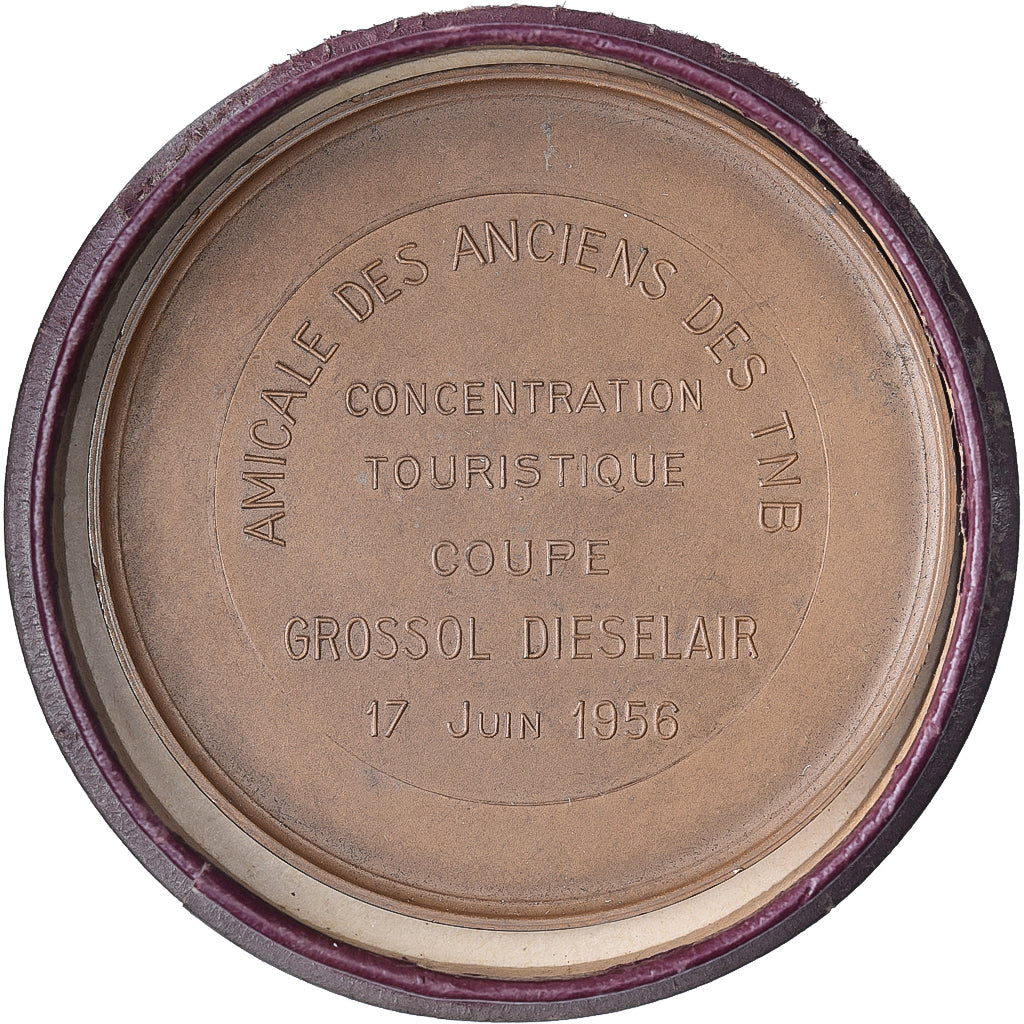 AMICALE DES ANCIENS DES TNB
CONCENTRATION
TOURISTIQUE
COUPE
GROSSOL DIESELAIR
17 JUIN 1956